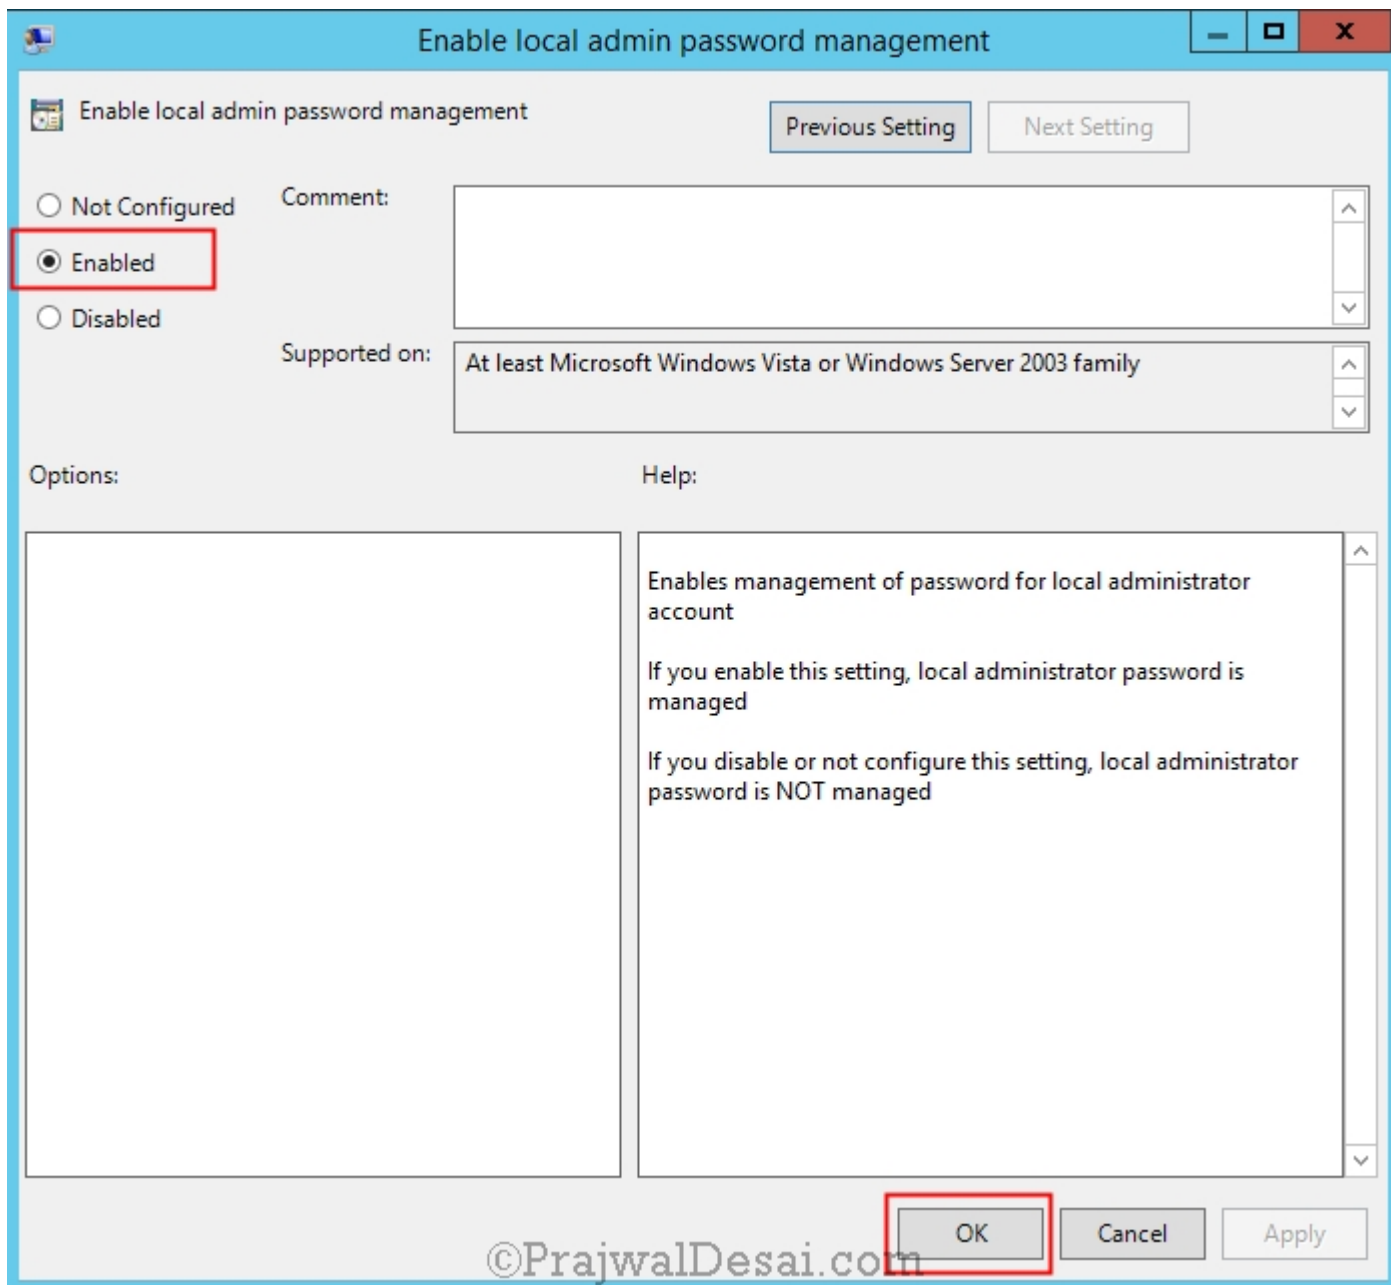 Enable local admin password management
Enable local admin password management
Previous Setting
Next Setting
Not Configured
Enabled
Disabled
Comment:
Supported on:
At least Microsoft Windows Vista or Windows Server 2003 family
Options:
Help:
Enables management of password for local administrator
account
If you enable this setting, local administrator password is
managed
If you disable or not configure this setting, local administrator
password is NOT managed
OK
Cancel
Apply
©PrajwalDesai.com